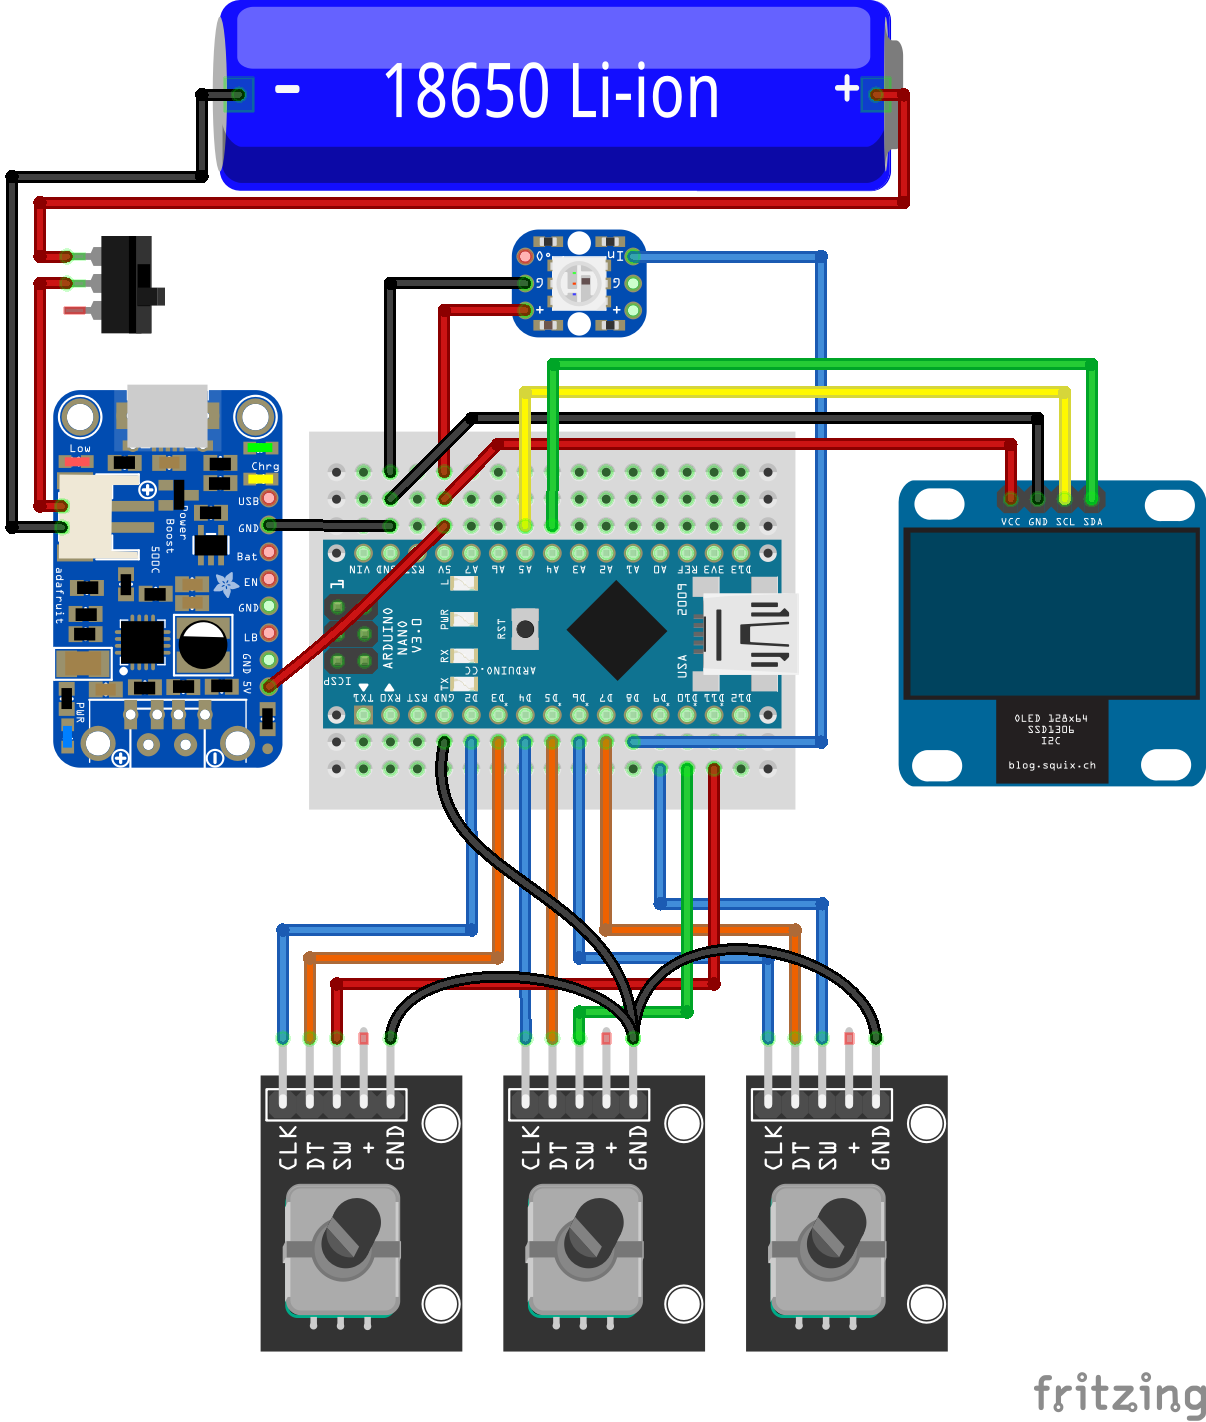 - 18650 Li-ion +
O In
G G
+ +
Low
Chrg
USB
GND
Bat
EN
GND
LB
GND
5V
Power
Boost
500C
adafruit
PWR
VIN GND RST 5V A7 A6 A5 A4 A3 A2 A1 A0 REF 3V3 D13
1
L
PWR
RX
TX
RST
ARDUINO
NANO
V3.0
ICSP
ARDUINO.CC
2009
USA
TX1 RX0 RST GND D2 D3 D4 D5 D6 D7 D8 D9 D10 D11 D12
VCC GND SCL SDA
OLED 128x64
SSD1306
I2C
blog.squix.ch
CLK DT SW + GND
CLK DT SW + GND
CLK DT SW + GND
fritzing